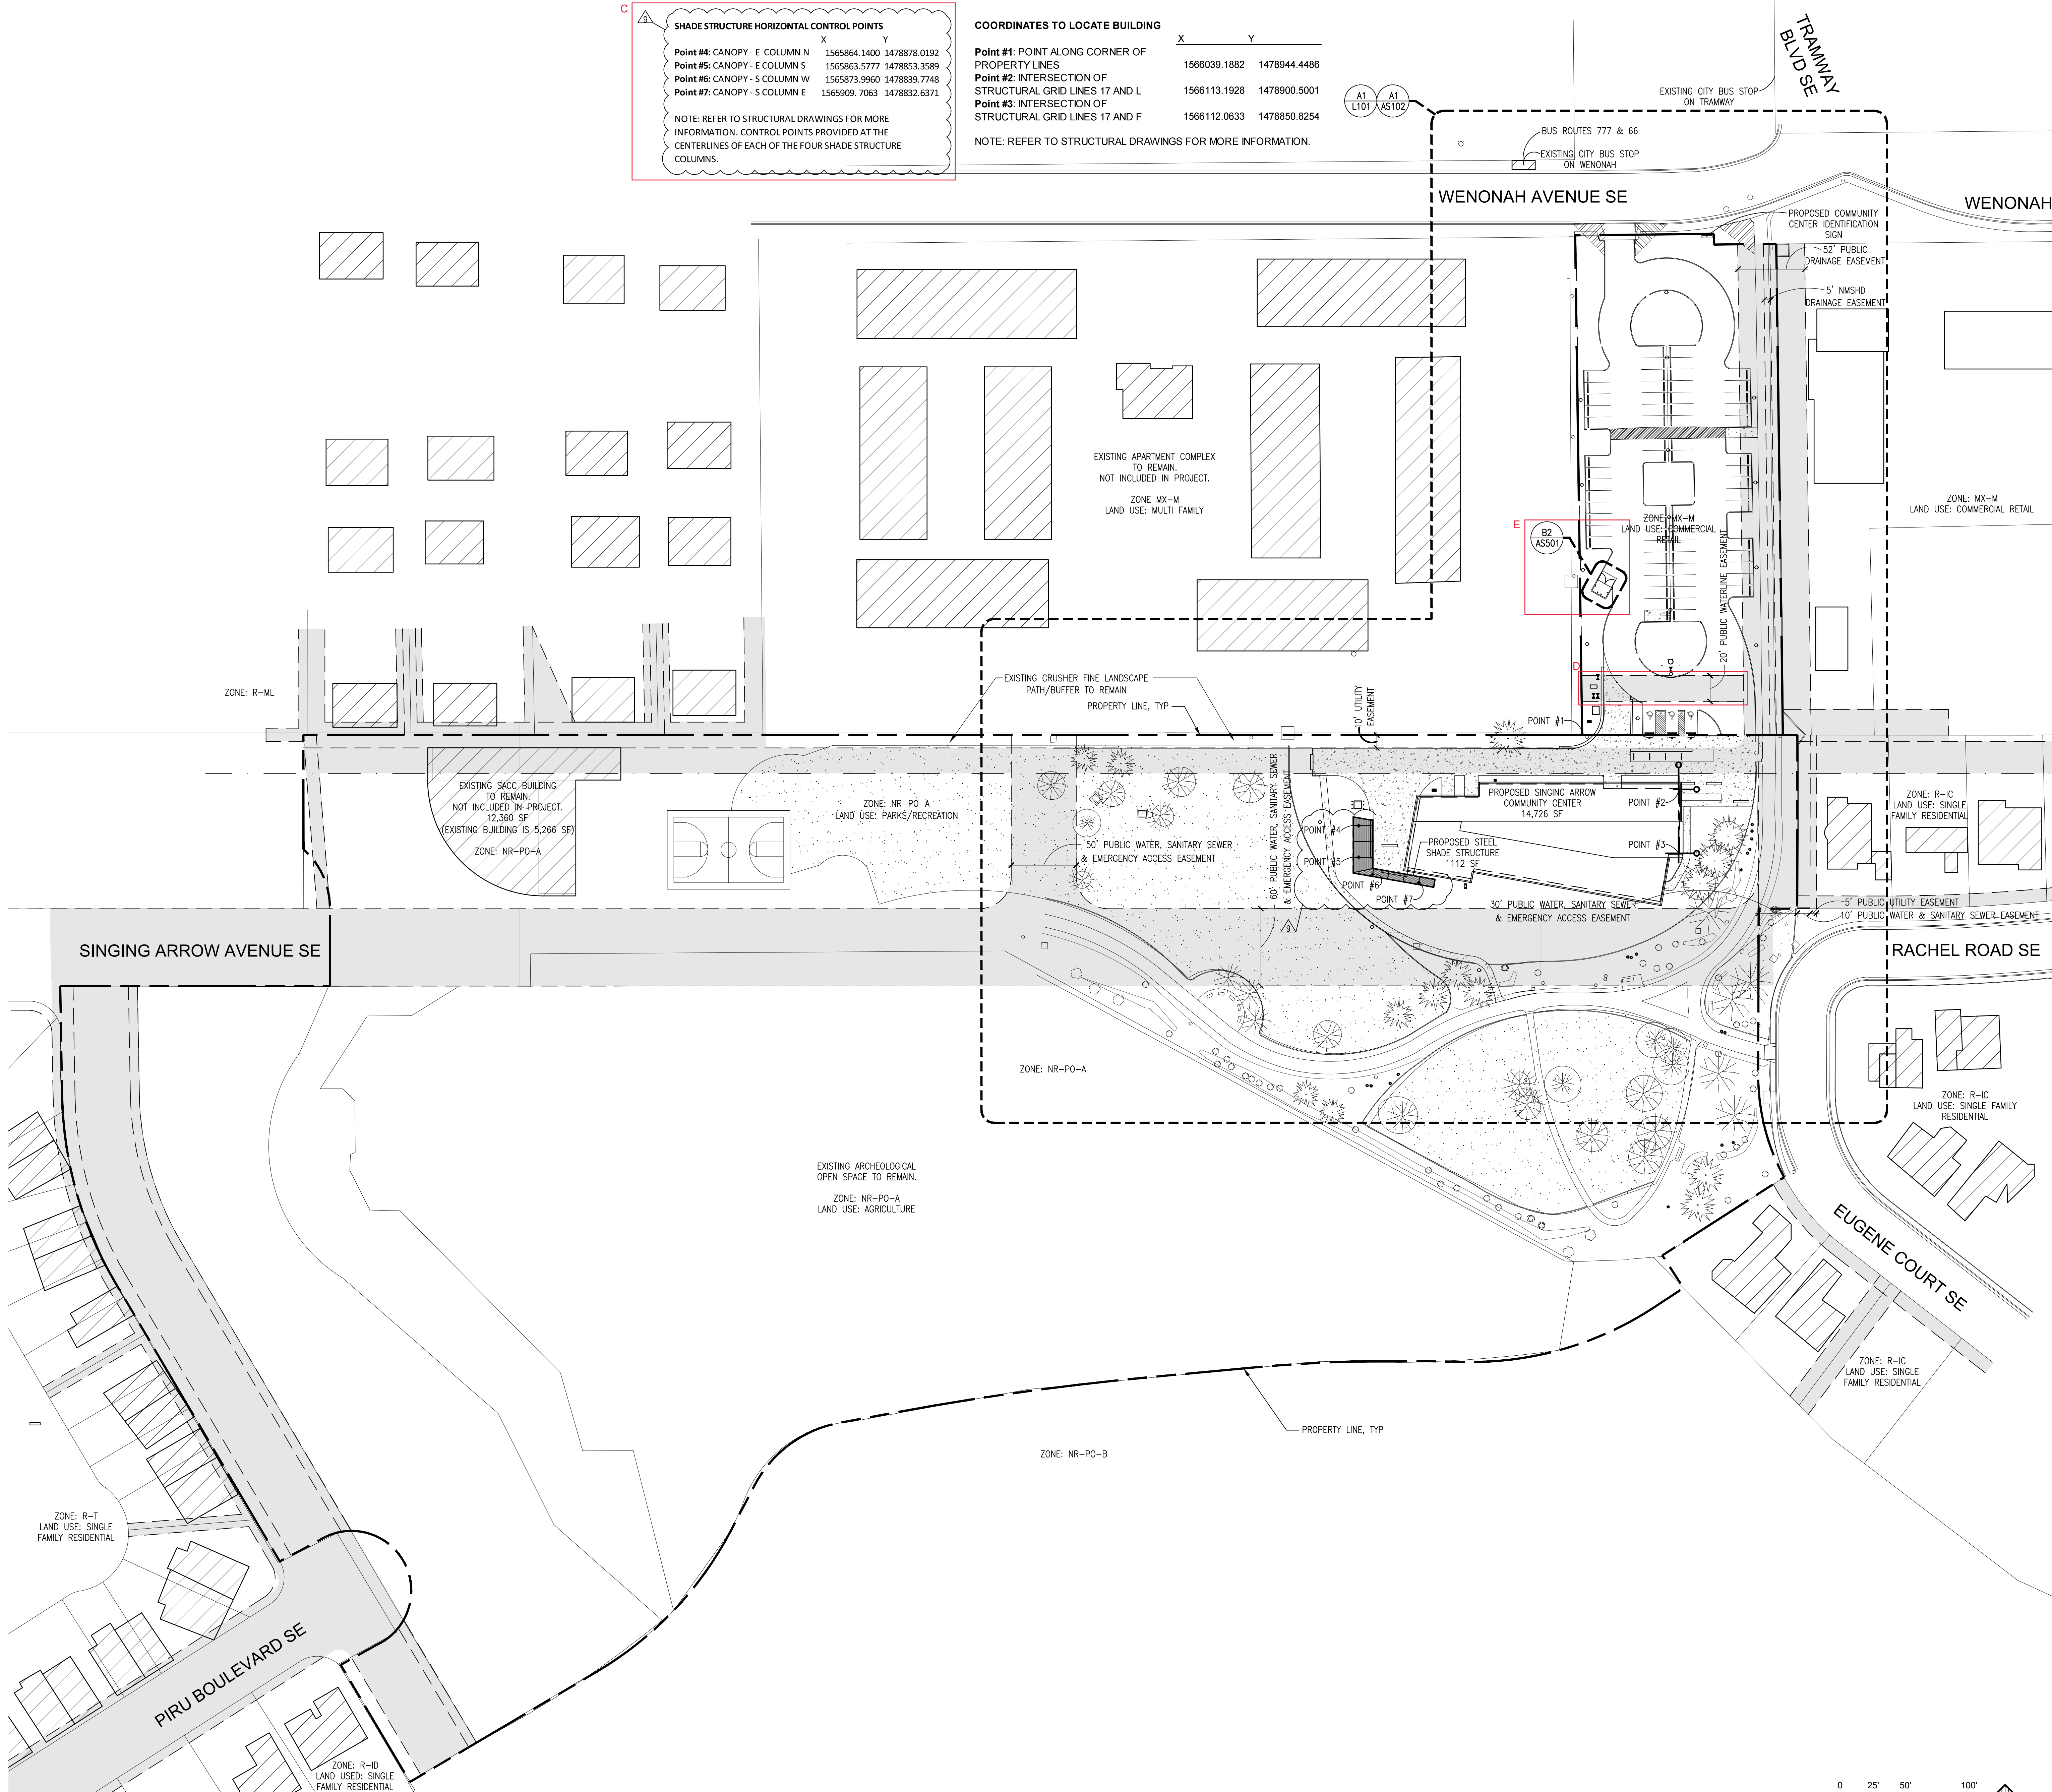 C
9
SHADE STRUCTURE HORIZONTAL CONTROL POINTS
X Y
Point #4: CANOPY - E COLUMN N 1565864.1400 1478878.0192
Point #5: CANOPY - E COLUMN S 1565863.5777 1478853.3589
Point #6: CANOPY - S COLUMN W 1565873.9960 1478839.7748
Point #7: CANOPY - S COLUMN E 1565909. 7063 1478832.6371
NOTE: REFER TO STRUCTURAL DRAWINGS FOR MORE
INFORMATION. CONTROL POINTS PROVIDED AT THE
CENTERLINES OF EACH OF THE FOUR SHADE STRUCTURE
COLUMNS.
COORDINATES TO LOCATE BUILDING
X Y
Point #1: POINT ALONG CORNER OF
PROPERTY LINES 1566039.1882 1478944.4486
Point #2: INTERSECTION OF
STRUCTURAL GRID LINES 17 AND L 1566113.1928 1478900.5001
Point #3: INTERSECTION OF
STRUCTURAL GRID LINES 17 AND F 1566112.0633 1478850.8254
NOTE: REFER TO STRUCTURAL DRAWINGS FOR MORE INFORMATION.
A1
L101
A1
AS102
TRAMWAY
BLVD SE
EXISTING CITY BUS STOP
ON TRAMWAY
BUS ROUTES 777 & 66
EXISTING CITY BUS STOP
ON WENONAH
WENONAH AVENUE SE
WENONAH
PROPOSED COMMUNITY
CENTER IDENTIFICATION
SIGN
52' PUBLIC
DRAINAGE EASEMENT
5' NMSHD
DRAINAGE EASEMENT
EXISTING APARTMENT COMPLEX
TO REMAIN.
NOT INCLUDED IN PROJECT.
ZONE MX-M
LAND USE: MULTI FAMILY
ZONE: MX-M
LAND USE: COMMERCIAL RETAIL
E
B2
AS501
ZONE: MX-M
LAND USE: COMMERCIAL
RETAIL
20' PUBLIC WATERLINE EASEMENT
D
ZONE: R-ML
EXISTING CRUSHER FINE LANDSCAPE
PATH/BUFFER TO REMAIN
PROPERTY LINE, TYP
10' UTILITY
EASEMENT
POINT #1
EXISTING SACC BUILDING
TO REMAIN.
NOT INCLUDED IN PROJECT.
12,360 SF
(EXISTING BUILDING IS 5,266 SF)
ZONE: NR-PO-A
ZONE: NR-PO-A
LAND USE: PARKS/RECREATION
50' PUBLIC WATER, SANITARY SEWER
& EMERGENCY ACCESS EASEMENT
60' PUBLIC WATER, SANITARY SEWER
& EMERGENCY ACCESS EASEMENT
9
POINT #4
POINT #5
POINT #6
POINT #7
PROPOSED SINGING ARROW
COMMUNITY CENTER
14,726 SF
PROPOSED STEEL
SHADE STRUCTURE
1112 SF
POINT #2
POINT #3
30' PUBLIC WATER, SANITARY SEWER
& EMERGENCY ACCESS EASEMENT
ZONE: R-IC
LAND USE: SINGLE
FAMILY RESIDENTIAL
5' PUBLIC UTILITY EASEMENT
10' PUBLIC WATER & SANITARY SEWER EASEMENT
SINGING ARROW AVENUE SE
RACHEL ROAD SE
ZONE: NR-PO-A
ZONE: R-IC
LAND USE: SINGLE FAMILY
RESIDENTIAL
EXISTING ARCHEOLOGICAL
OPEN SPACE TO REMAIN.
ZONE: NR-PO-A
LAND USE: AGRICULTURE
EUGENE COURT SE
ZONE: R-IC
LAND USE: SINGLE
FAMILY RESIDENTIAL
PROPERTY LINE, TYP
ZONE: NR-PO-B
ZONE: R-T
LAND USE: SINGLE
FAMILY RESIDENTIAL
PIRU BOULEVARD SE
ZONE: R-ID
LAND USED: SINGLE
FAMILY RESIDENTIAL
0 25' 50' 100'